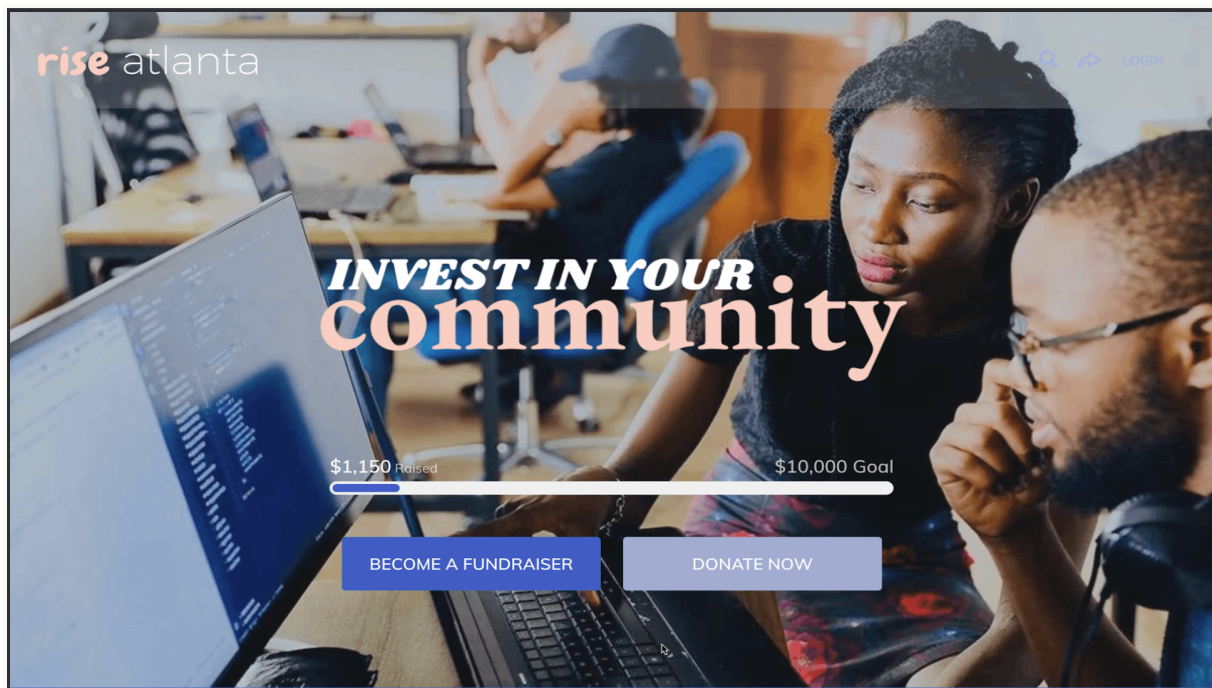 rise atlanta
LOGIN
INVEST IN YOUR
community
$1,150 Raised
$10,000 Goal
BECOME A FUNDRAISER
DONATE NOW